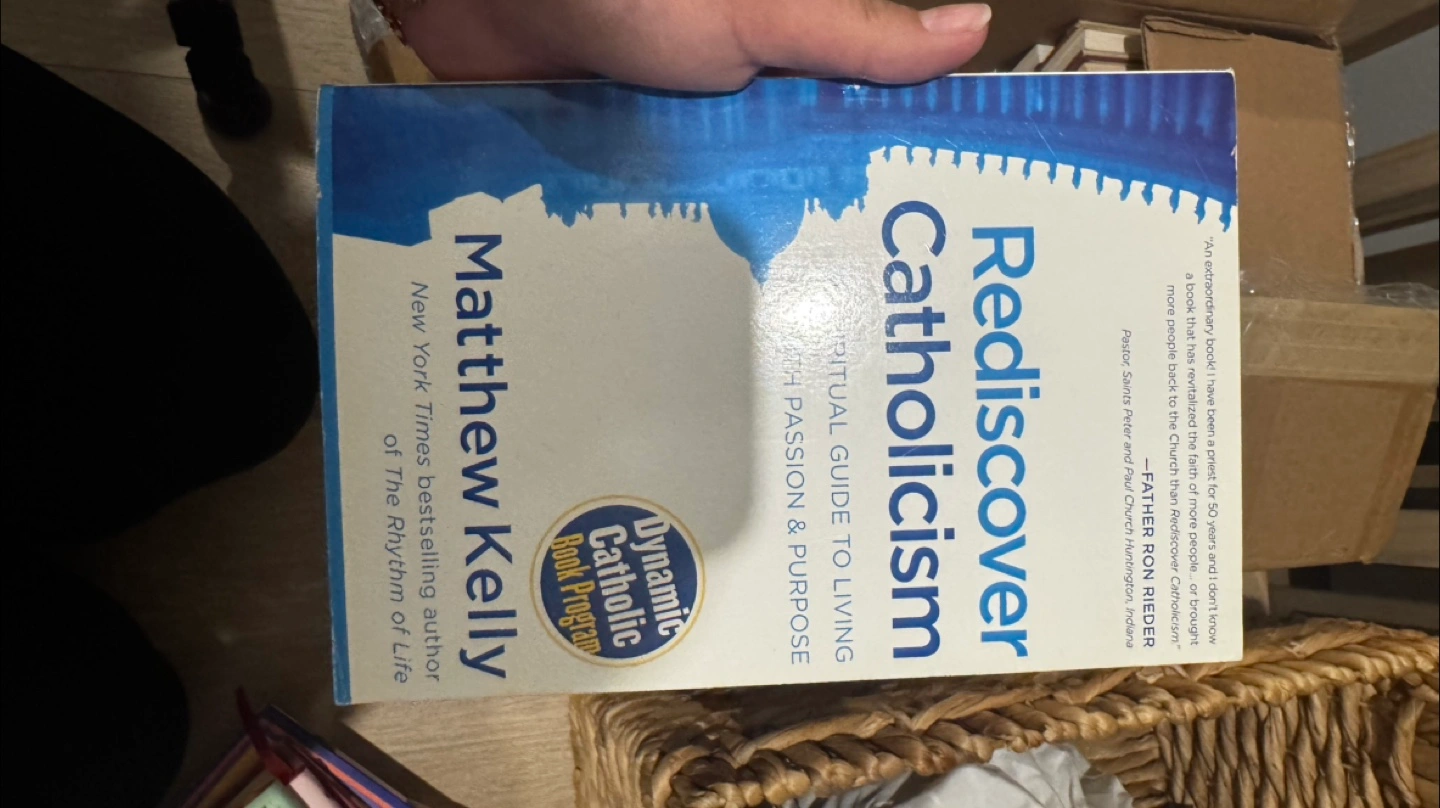 "An extraordinary book! I have been a priest for 50 years and I don't know
a book that has revitalized the faith of more people... or brought
more people back to the Church than Rediscover Catholicism."
—FATHER RON RIEDER
Pastor, Saints Peter and Paul Church Huntington, Indiana
Rediscover
Catholicism
GUIDE TO LIVING
PASSION & PURPOSE
Dynamic
Catholic
Book Program
Matthew Kelly
New York Times bestselling author
of The Rhythm of Life